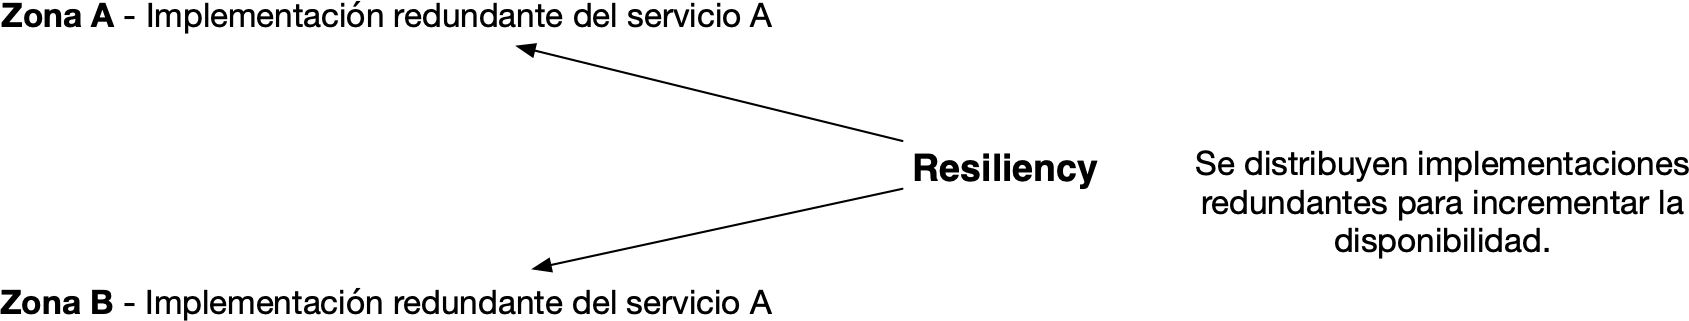 Zona A - Implementación redundante del servicio A
Resiliency
Se distribuyen implementaciones
redundantes para incrementar la
disponibilidad.
Zona B - Implementación redundante del servicio A